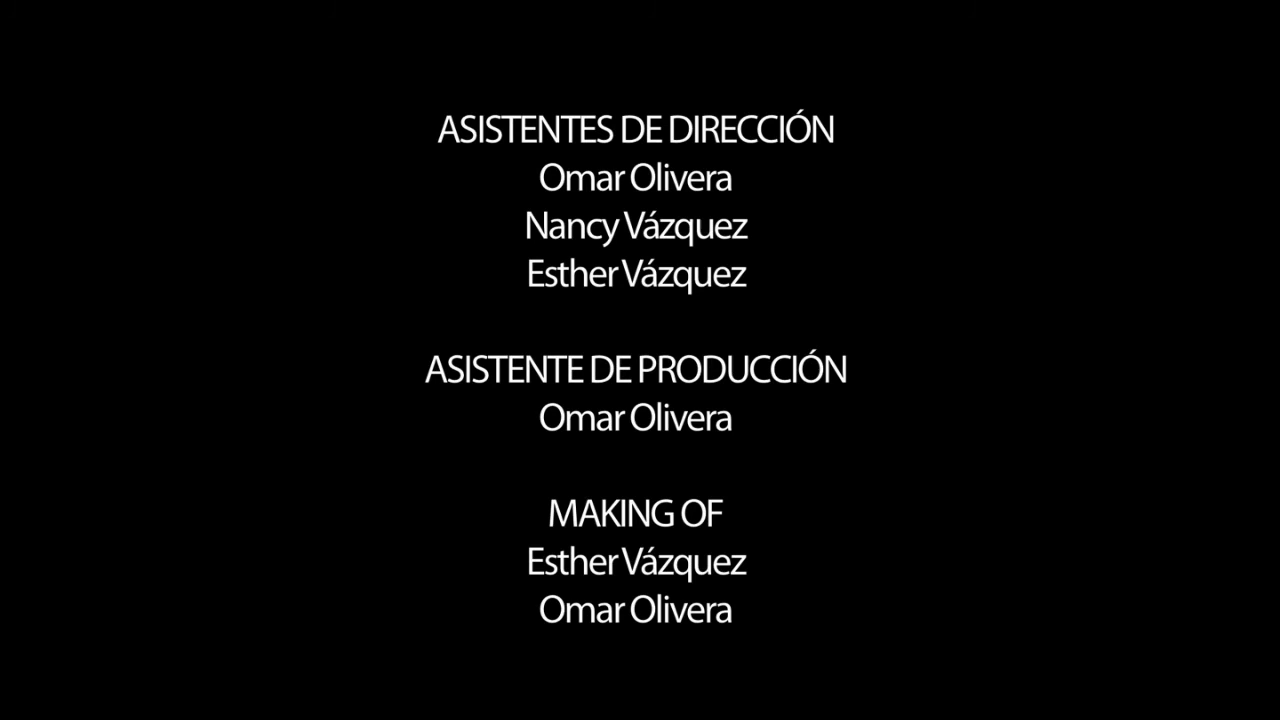 ASISTENTES DE DIRECCIÓN
Omar Olivera
Nancy Vázquez
Esther Vázquez
ASISTENTE DE PRODUCCIÓN
Omar Olivera
MAKING OF
Esther Vázquez
Omar Olivera